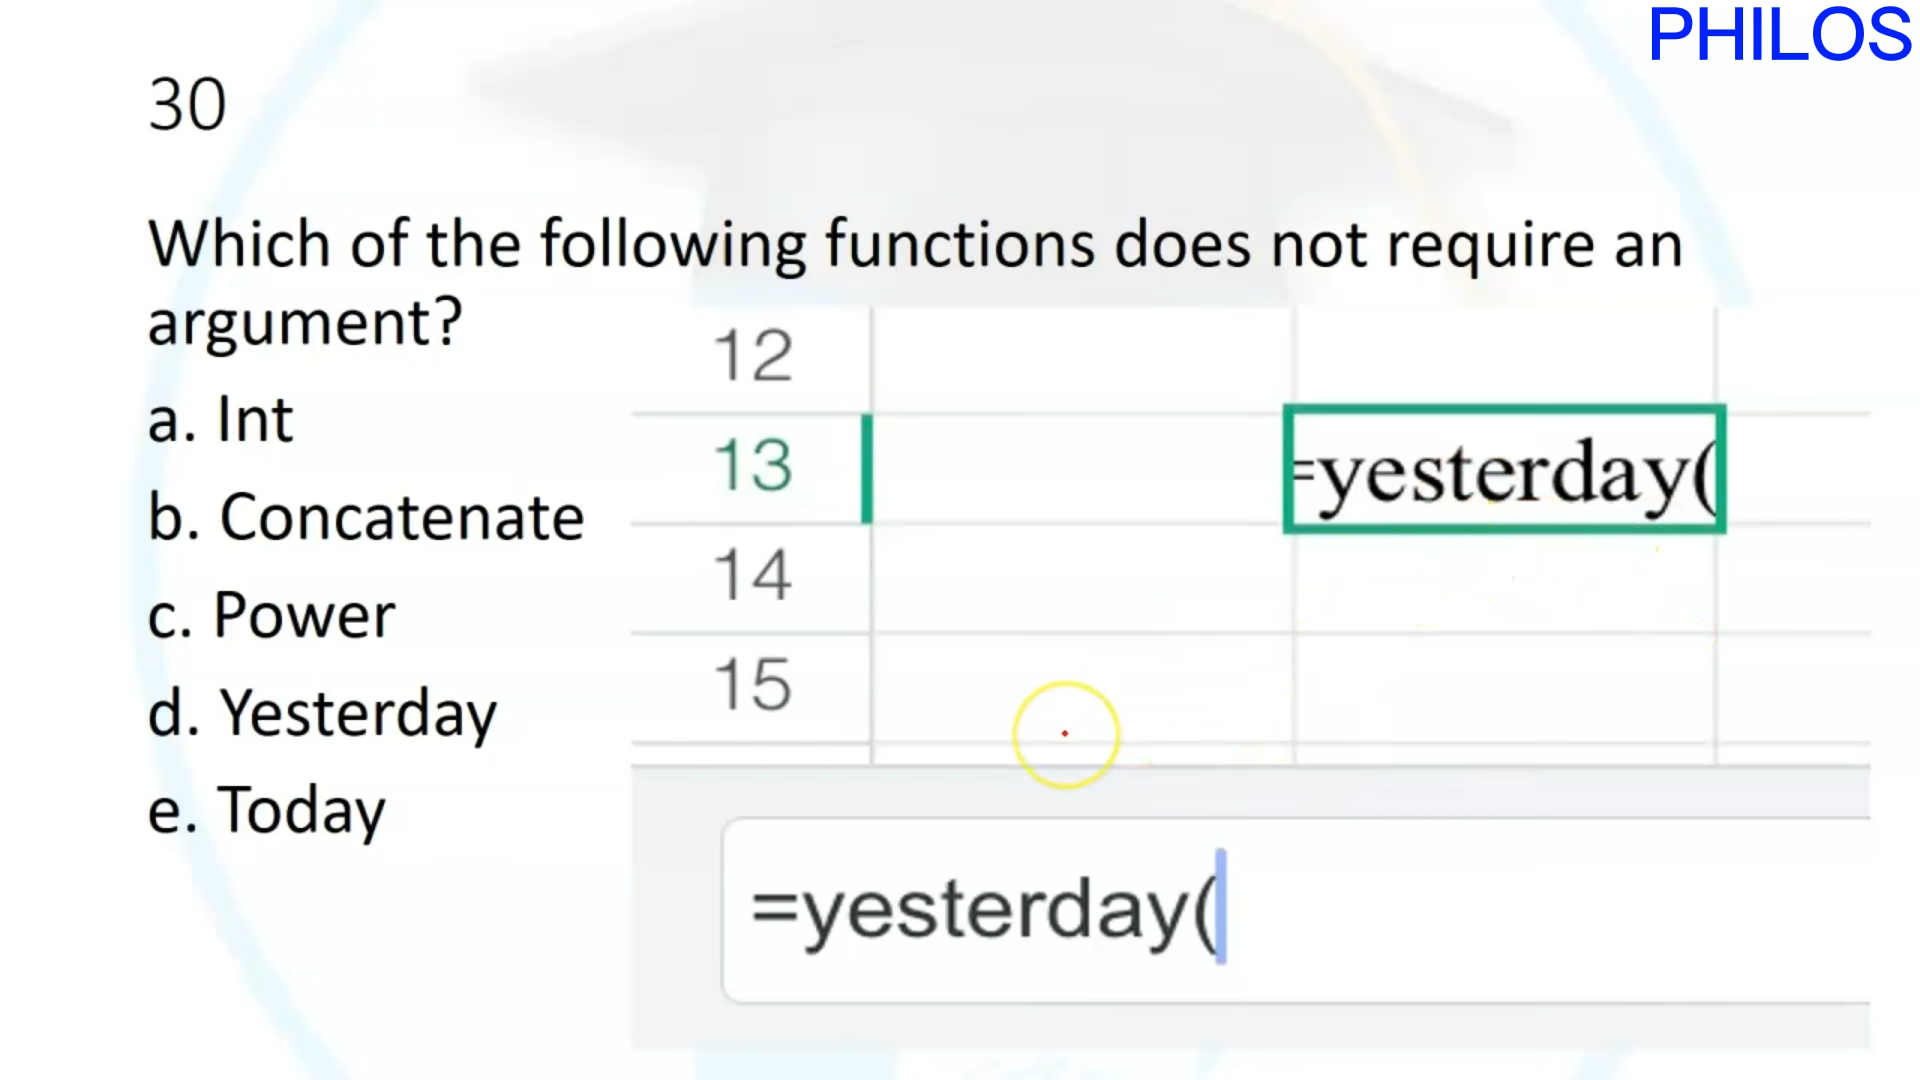 PHILOS
30
Which of the following functions does not require an
argument?
a. Int
b. Concatenate
c. Power
d. Yesterday
e. Today
12
13
14
15
=yesterday(
=yesterday(